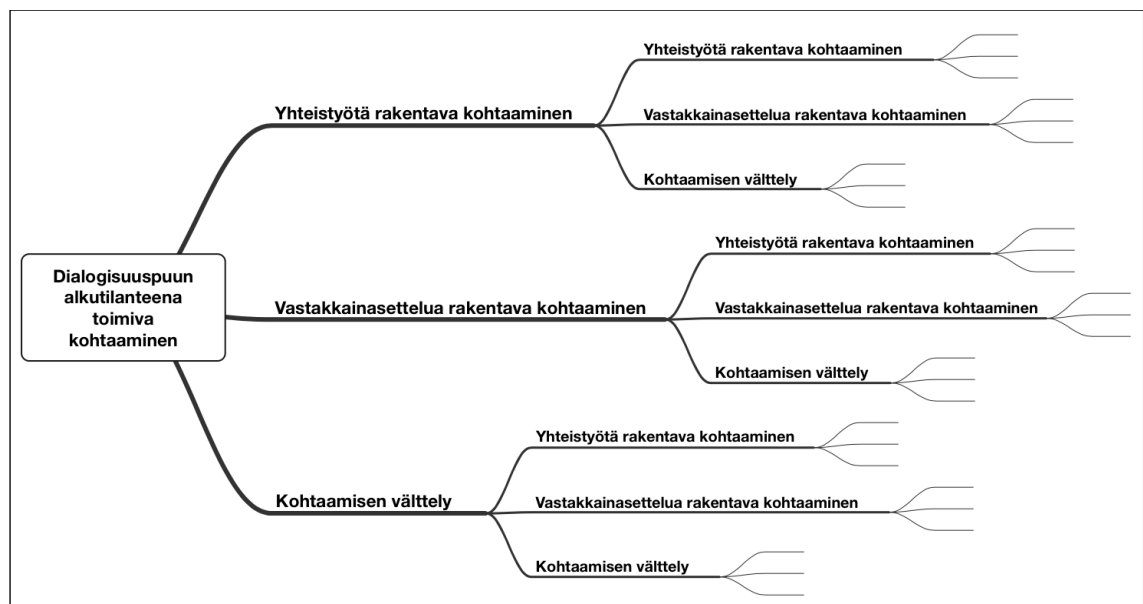 Yhteistyötä rakentava kohtaaminen
Yhteistyötä rakentava kohtaaminen
Vastakkainasettelua rakentava kohtaaminen
Kohtaamisen välttely
Dialogisuuspuun
alkutilanteena
toimiva
kohtaaminen
Vastakkainasettelua rakentava kohtaaminen
Yhteistyötä rakentava kohtaaminen
Vastakkainasettelua rakentava kohtaaminen
Kohtaamisen välttely
Kohtaamisen välttely
Yhteistyötä rakentava kohtaaminen
Vastakkainasettelua rakentava kohtaaminen
Kohtaamisen välttely